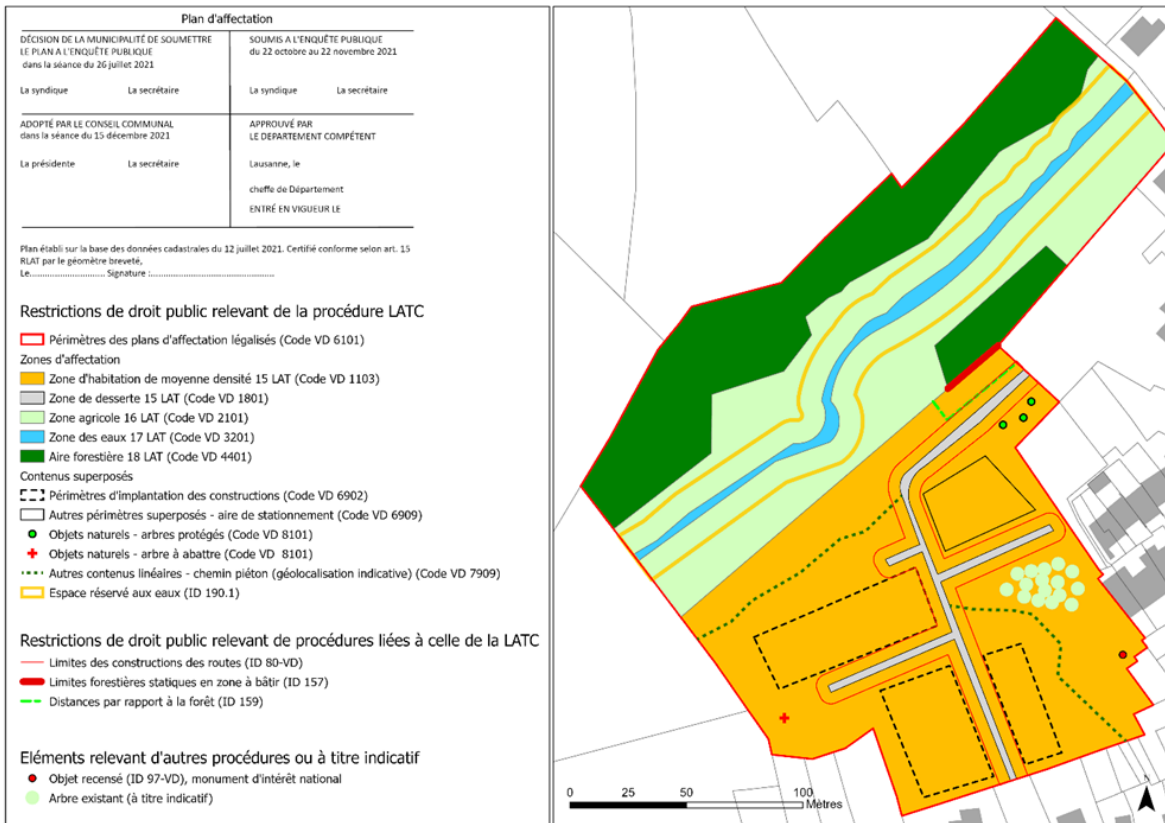 Plan d'affectation
DÉCISION DE LA MUNICIPALITÉ DE SOUMETTRE
LE PLAN A L'ENQUÊTE PUBLIQUE
dans la séance du 26 juillet 2021
La syndique La secrétaire
SOUMIS A L'ENQUÊTE PUBLIQUE
du 22 octobre au 22 novembre 2021
La syndique La secrétaire
ADOPTÉ PAR LE CONSEIL COMMUNAL
dans la séance du 15 décembre 2021
La présidente La secrétaire
APPROUVÉ PAR
LE DEPARTEMENT COMPÉTENT
Lausanne, le
cheffe de Département
ENTRÉ EN VIGUEUR LE
Plan établi sur la base des données cadastrales du 12 juillet 2021. Certifié conforme selon art. 15
RLAT par le géomètre breveté,
Le............................ Signature :.............................................
Restrictions de droit public relevant de la procédure LATC
Périmètres des plans d'affectation légalisés (Code VD 6101)
Zones d'affectation
Zone d'habitation de moyenne densité 15 LAT (Code VD 1103)
Zone de desserte 15 LAT (Code VD 1801)
Zone agricole 16 LAT (Code VD 2101)
Zone des eaux 17 LAT (Code VD 3201)
Aire forestière 18 LAT (Code VD 4401)
Contenus superposés
Périmètres d'implantation des constructions (Code VD 6902)
Autres périmètres superposés - aire de stationnement (Code VD 6909)
Objets naturels - arbres protégés (Code VD 8101)
Objets naturels - arbre à abattre (Code VD 8101)
Autres contenus linéaires - chemin piéton (géolocalisation indicative) (Code VD 7909)
Espace réservé aux eaux (ID 190.1)
Restrictions de droit public relevant de procédures liées à celle de la LATC
Limites des constructions des routes (ID 80-VD)
Limites forestières statiques en zone à bâtir (ID 157)
Distances par rapport à la forêt (ID 159)
Eléments relevant d'autres procédures ou à titre indicatif
Objet recensé (ID 97-VD), monument d'intérêt national
Arbre existant (à titre indicatif)
0 25 50 100
Mètres
N